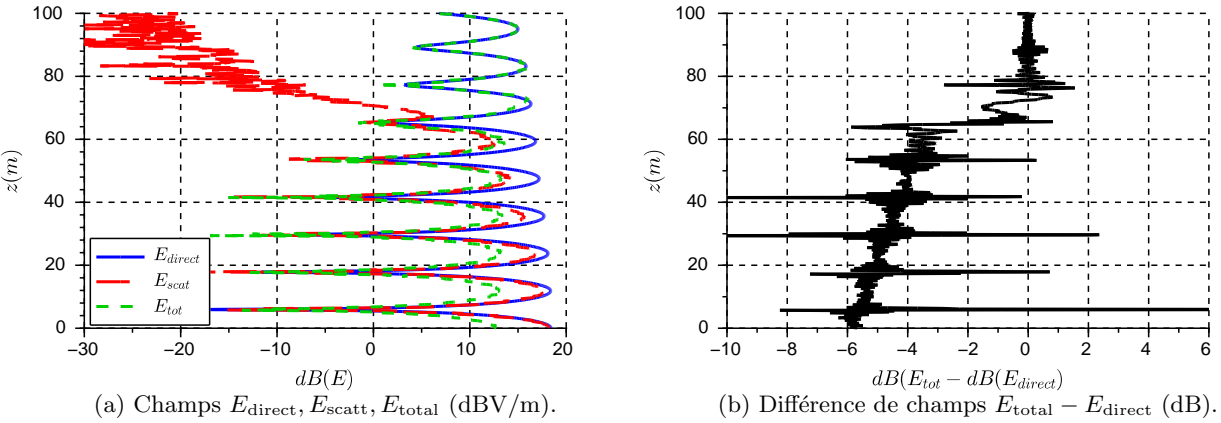 100
80
60
40
20
0
z(m)
E_direct
E_scat
E_tot
−30 −20 −10 0 10 20
dB(E)
(a) Champs E_direct, E_scatt, E_total (dBV/m).
100
80
60
40
20
0
z(m)
−10 −8 −6 −4 −2 0 2 4 6
dB(E_tot − dB(E_direct)
(b) Différence de champs E_total − E_direct (dB).